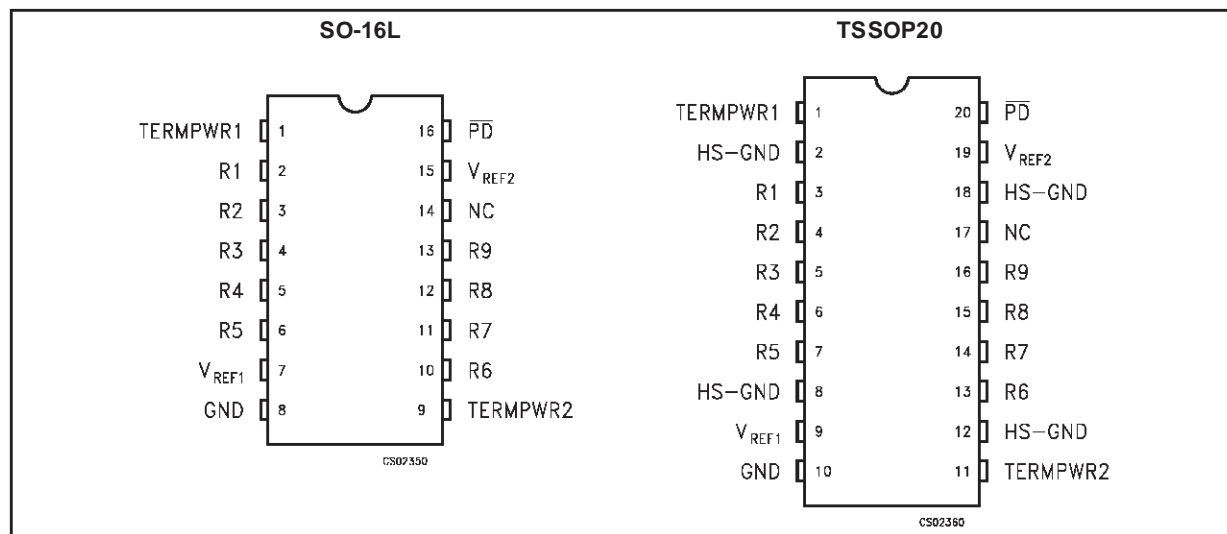 SO-16L
TERMPWR1 1 16 P̅D̅
R1 2 15 VREF2
R2 3 14 NC
R3 4 13 R9
R4 5 12 R8
R5 6 11 R7
VREF1 7 10 R6
GND 8 9 TERMPWR2
CS02350
TSSOP20
TERMPWR1 1 20 P̅D̅
HS-GND 2 19 VREF2
R1 3 18 HS-GND
R2 4 17 NC
R3 5 16 R9
R4 6 15 R8
R5 7 14 R7
HS-GND 8 13 R6
VREF1 9 12 HS-GND
GND 10 11 TERMPWR2
CS02360